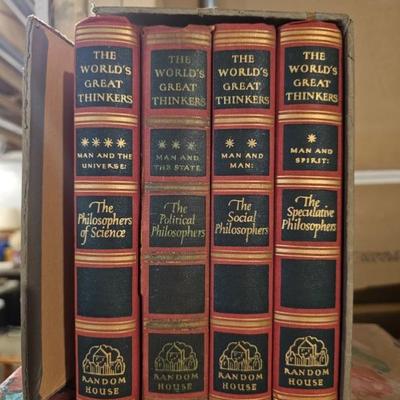 THE
WORLD'S
GREAT
THINKERS
****
MAN AND THE
UNIVERSE:
The
Philosophers
of Science
RANDOM
HOUSE
THE
WORLD'S
GREAT
THINKERS
***
MAN AND
THE STATE
The
Political
Philosophers
RANDOM
HOUSE
THE
WORLD'S
GREAT
THINKERS
**
MAN AND
MAN:
The
Social
Philosophers
RANDOM
HOUSE
THE
WORLD'S
GREAT
THINKERS
*
MAN AND
SPIRIT:
The
Speculative
Philosophers
RANDOM
HOUSE